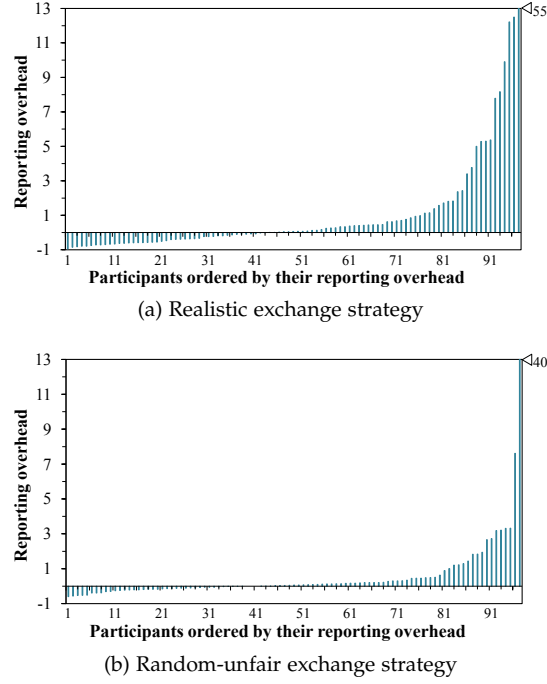 13
55
11
9
7
5
3
1
-1
Reporting overhead
1 11 21 31 41 51 61 71 81 91
Participants ordered by their reporting overhead
(a) Realistic exchange strategy
13
40
11
9
7
5
3
1
-1
Reporting overhead
1 11 21 31 41 51 61 71 81 91
Participants ordered by their reporting overhead
(b) Random-unfair exchange strategy